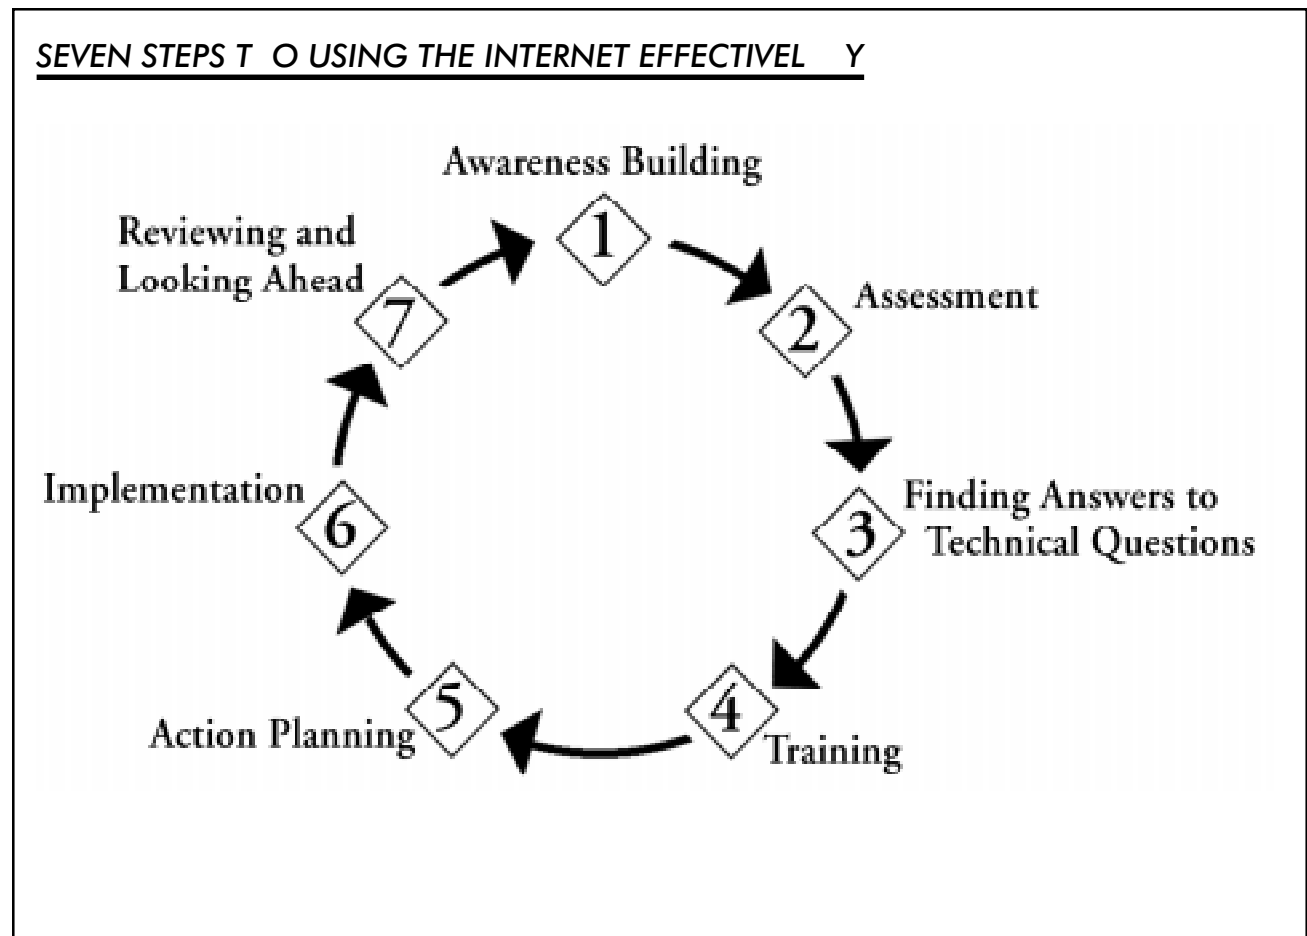 SEVEN STEPS T O USING THE INTERNET EFFECTIVEL Y
Awareness Building
1
2
Assessment
3
Finding Answers to
Technical Questions
4
Training
5
Action Planning
6
Implementation
7
Reviewing and
Looking Ahead